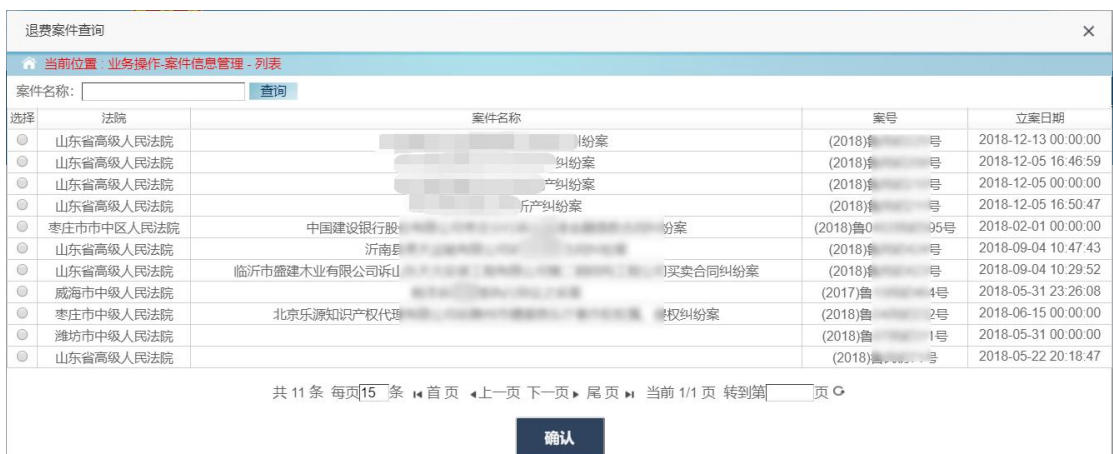 退费案件查询
当前位置 : 业务操作-案件信息管理 - 列表
案件名称: 查询
选择 法院 案件名称 案号 立案日期
山东省高级人民法院 纷案 (2018) 号 2018-12-13 00:00:00
山东省高级人民法院 纠纷案 (2018) 号 2018-12-05 16:46:59
山东省高级人民法院 产纠纷案 (2018) 号 2018-12-05 00:00:00
山东省高级人民法院 产纠纷案 (2018) 号 2018-12-05 16:50:47
枣庄市市中区人民法院 中国建设银行股 纷案 (2018)鲁 95号 2018-02-01 00:00:00
山东省高级人民法院 沂南县 (2018) 号 2018-09-04 10:47:43
山东省高级人民法院 临沂市盛建木业有限公司诉山 买卖合同纠纷案 (2018) 号 2018-09-04 10:29:52
威海市中级人民法院 (2017)鲁 4号 2018-05-31 23:26:08
枣庄市中级人民法院 北京乐源知识产权代理 权纠纷案 (2018)鲁 2号 2018-06-15 00:00:00
潍坊市中级人民法院 (2018)鲁 1号 2018-05-31 00:00:00
山东省高级人民法院 (2018) 号 2018-05-22 20:18:47
共 11 条 每页 15 条 首页 上一页 下一页 尾页 当前 1/1 页 转到第 页
确认